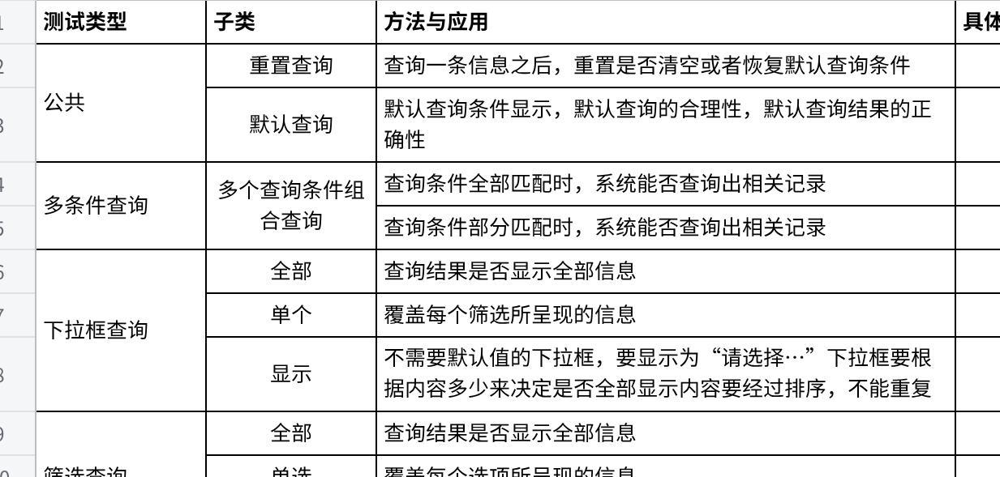 1 测试类型 子类 方法与应用 具体
2 重置查询 查询一条信息之后，重置是否清空或者恢复默认查询条件
公共
默认查询条件显示，默认查询的合理性，默认查询结果的正
3 默认查询
确性
4 查询条件全部匹配时，系统能否查询出相关记录
多个查询条件组
多条件查询
合查询
5 查询条件部分匹配时，系统能否查询出相关记录
6 全部 查询结果是否显示全部信息
7 单个 覆盖每个筛选所呈现的信息
下拉框查询
不需要默认值的下拉框，要显示为“请选择…”下拉框要根
8 显示
据内容多少来决定是否全部显示内容要经过排序，不能重复
9 全部 查询结果是否显示全部信息
筛选查询 单选 覆盖每个选项所呈现的信息